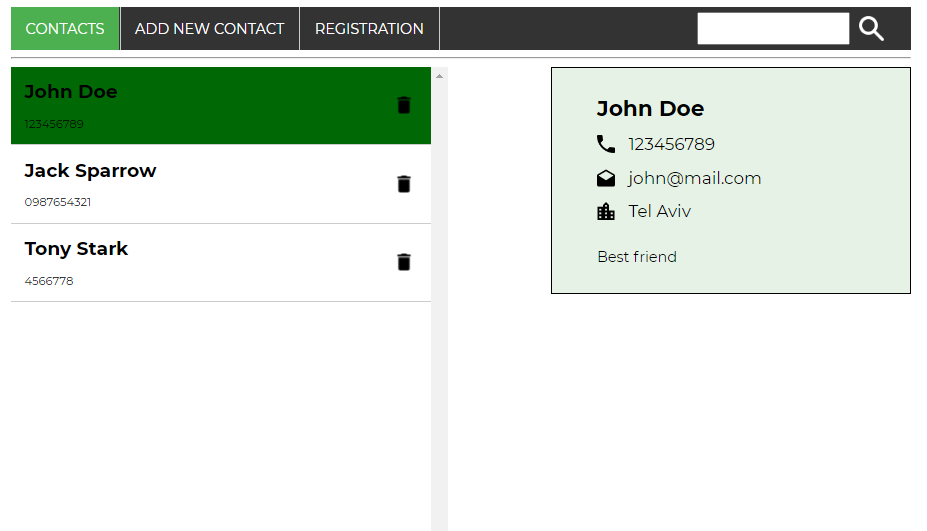 CONTACTS ADD NEW CONTACT REGISTRATION
John Doe
123456789
Jack Sparrow
0987654321
Tony Stark
4566778
John Doe
123456789
john@mail.com
Tel Aviv
Best friend